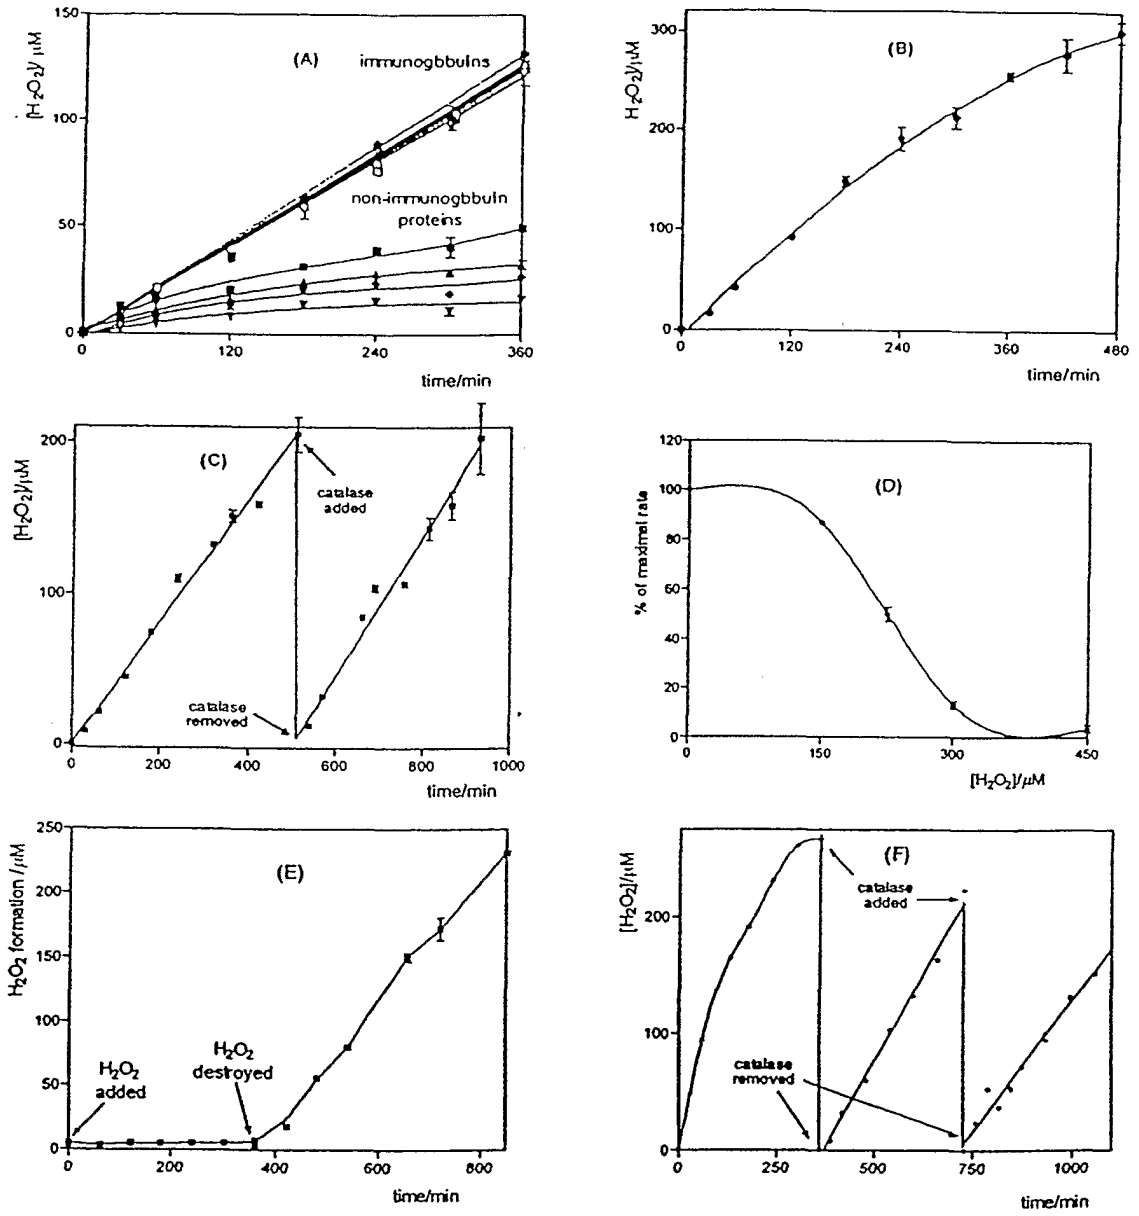 [H₂O₂]/µM
150
100
50
0
(A)
immunogbbulns
non-immunogbbuln
proteins
0 120 240 360
time/min
H₂O₂]/µM
300
200
100
0
(B)
0 120 240 360 480
time/min
[H₂O₂]/µM
200
100
0
(C)
catalase
added
catalase
removed
0 200 400 600 800 1000
time/min
% of maximal rate
120
100
80
60
40
20
0
(D)
0 150 300 450
[H₂O₂]/µM
H₂O₂ formation /µM
250
200
150
100
50
0
(E)
H₂O₂
added
H₂O₂
destroyed
0 200 400 600 800
time/min
[H₂O₂]/µM
200
100
0
(F)
catalase
added
catalase
removed
0 250 500 750 1000
time/min